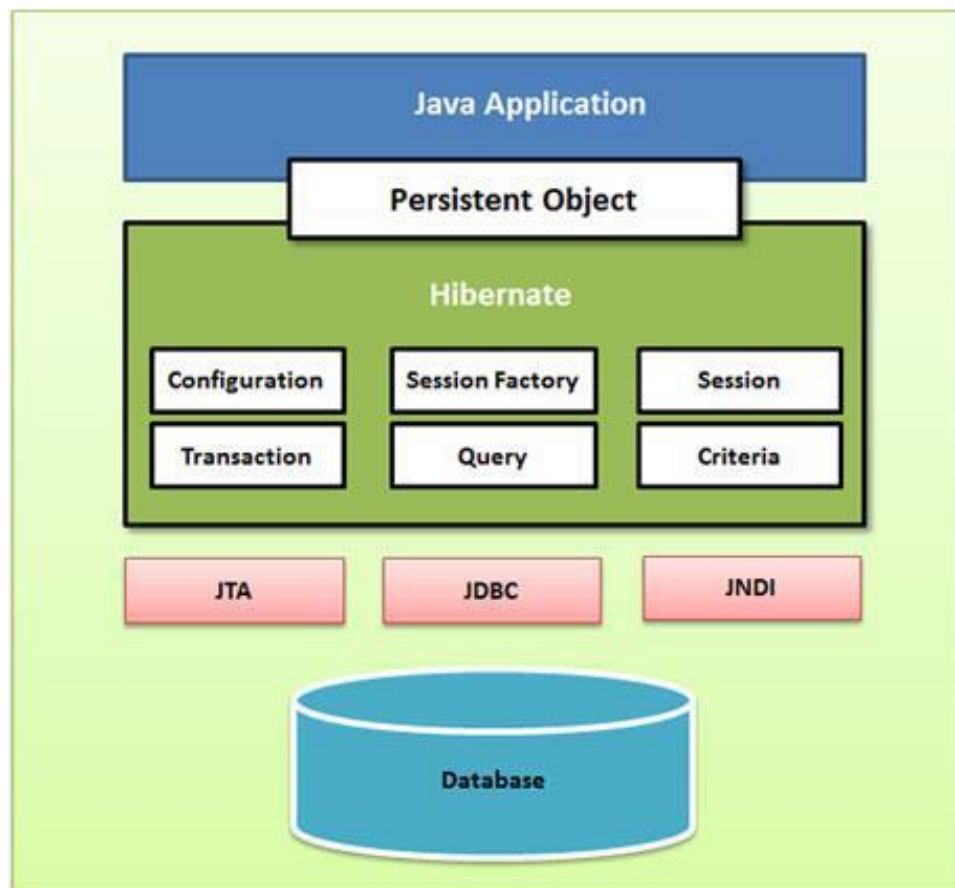 Java Application
Persistent Object
Hibernate
Configuration
Session Factory
Session
Transaction
Query
Criteria
JTA
JDBC
JNDI
Database